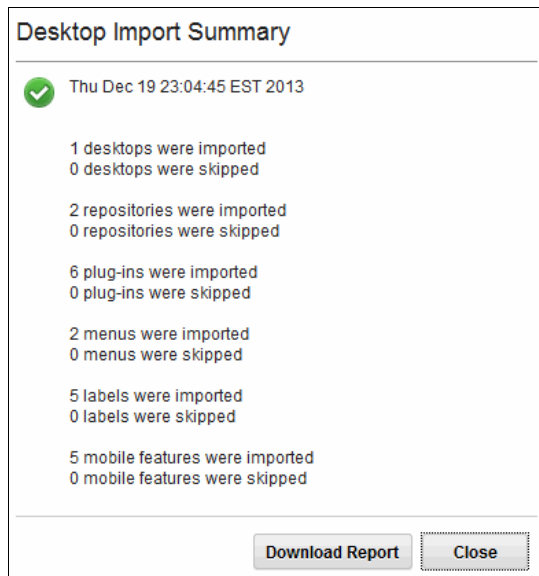 Desktop Import Summary
Thu Dec 19 23:04:45 EST 2013
1 desktops were imported
0 desktops were skipped
2 repositories were imported
0 repositories were skipped
6 plug-ins were imported
0 plug-ins were skipped
2 menus were imported
0 menus were skipped
5 labels were imported
0 labels were skipped
5 mobile features were imported
0 mobile features were skipped
Download Report Close